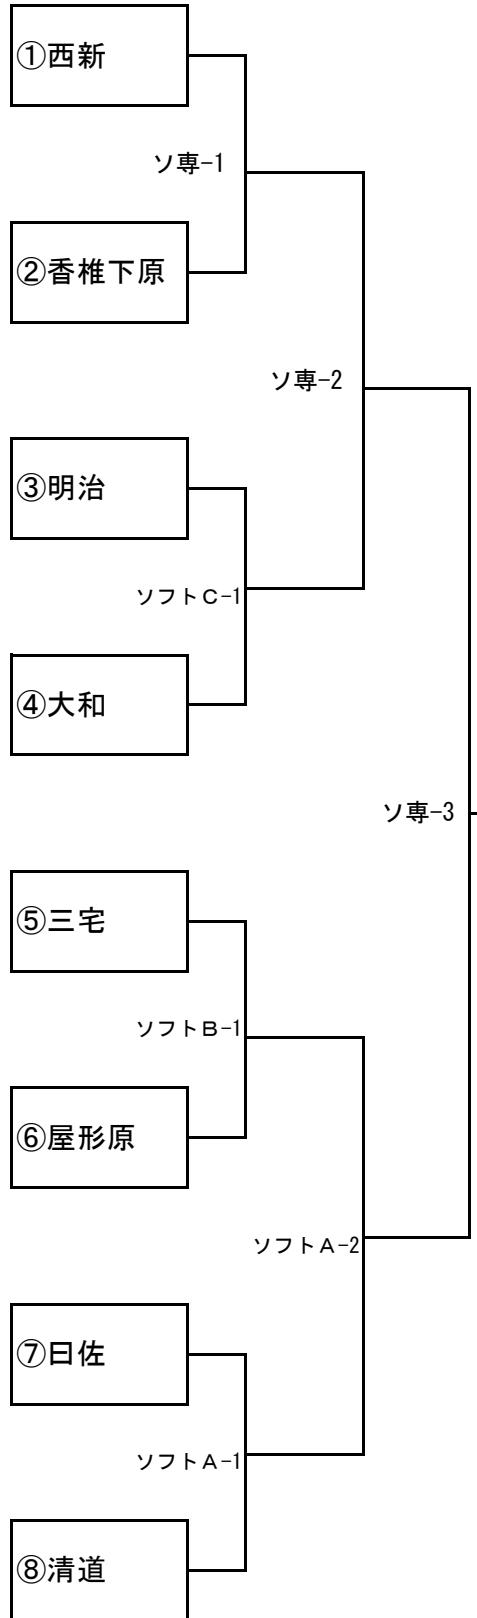 ①西新
ソ専-1
②香椎下原
ソ専-2
③明治
ソフトC-1
④大和
ソ専-3
⑤三宅
ソフトB-1
⑥屋形原
ソフトA-2
⑦曰佐
ソフトA-1
⑧清道